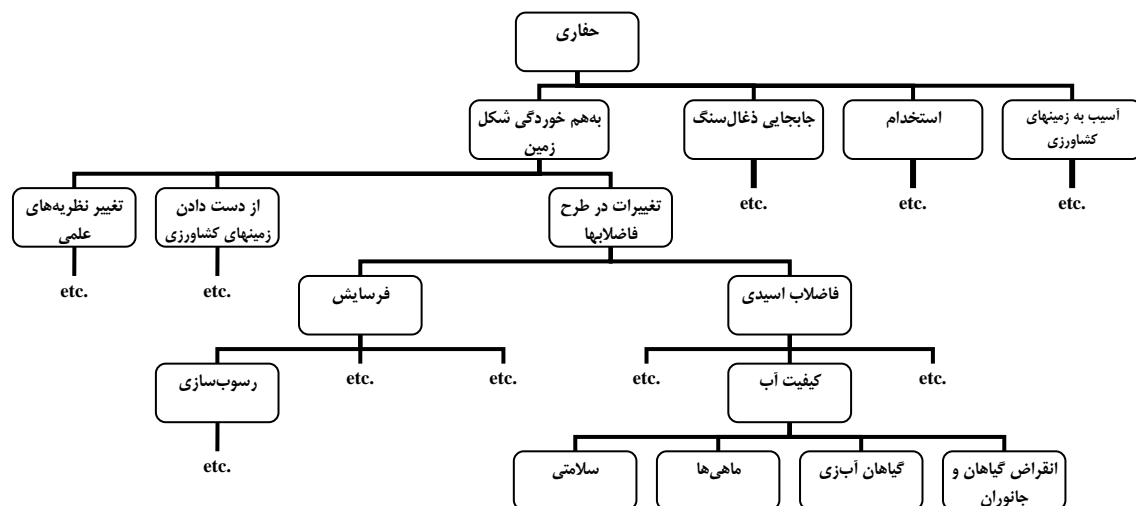 حفاری
آسیب به زمینهای
کشاورزی
استخدام
جابجایی ذغال‌سنگ
به‌هم خوردگی شکل
زمین
etc.
etc.
etc.
تغییرات در طرح
فاضلابها
از دست دادن
زمینهای کشاورزی
تغییر نظریه‌های
علمی
etc.
etc.
فاضلاب اسیدی
فرسایش
etc.
کیفیت آب
etc.
etc.
etc.
رسوب‌سازی
etc.
انقراض گیاهان و
جانوران
گیاهان آب‌زی
ماهی‌ها
سلامتی